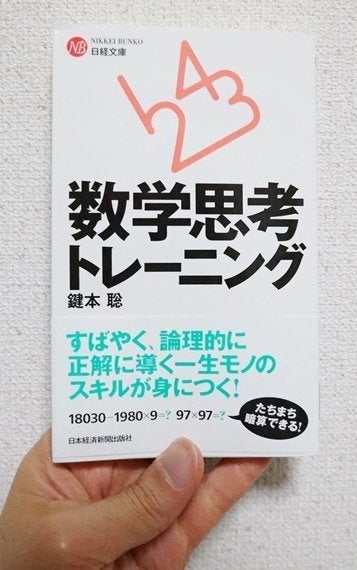 NB
NIKKEI BUNKO
日経文庫
1
4
2
3
数学思考
トレーニング
鍵本 聡
すばやく、論理的に
正解に導く一生モノの
スキルが身につく!
18030−1980×9=? 97×97=?
たちまち
暗算できる!
日本経済新聞出版社